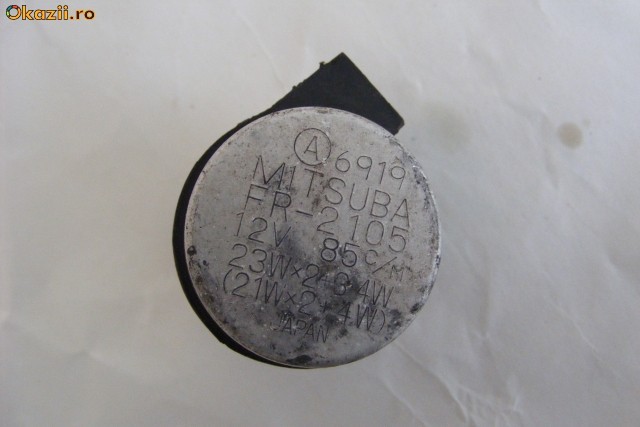 Okazii.ro
Ⓐ 6919
MITSUBA
FR-2105
12V 85c/M
23W×2+3.4W
(21W×2+4W)
JAPAN